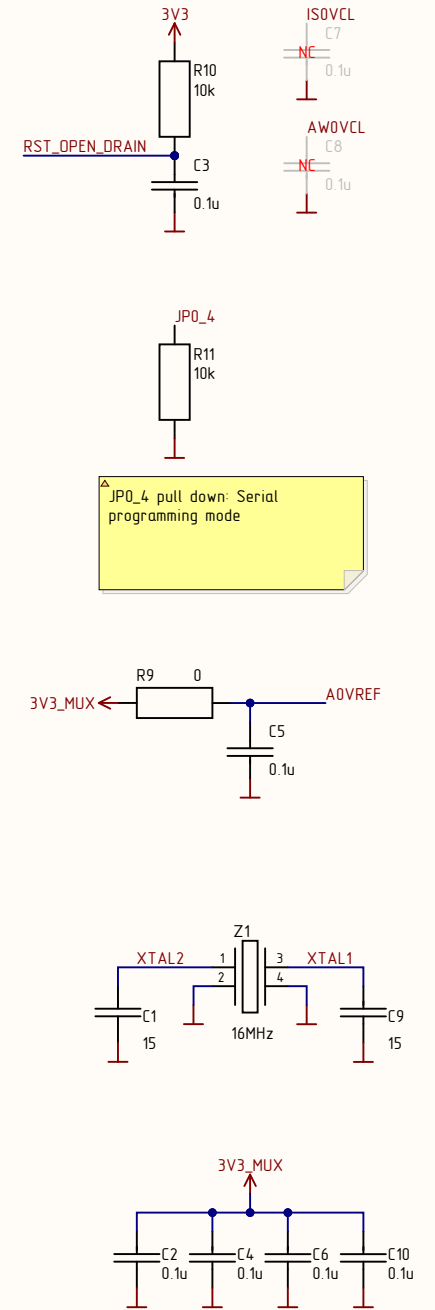 3V3
R10
10k
RST_OPEN_DRAIN
C3
0.1u
ISOVCL
C7
NC
0.1u
AWOVCL
C8
NC
0.1u
JP0_4
R11
10k
JP0_4 pull down: Serial
programming mode
R9 0
3V3_MUX
A0VREF
C5
0.1u
Z1
XTAL2 1 3 XTAL1
2 4
C1
15
16MHz
C9
15
3V3_MUX
C2 C4 C6 C10
0.1u 0.1u 0.1u 0.1u